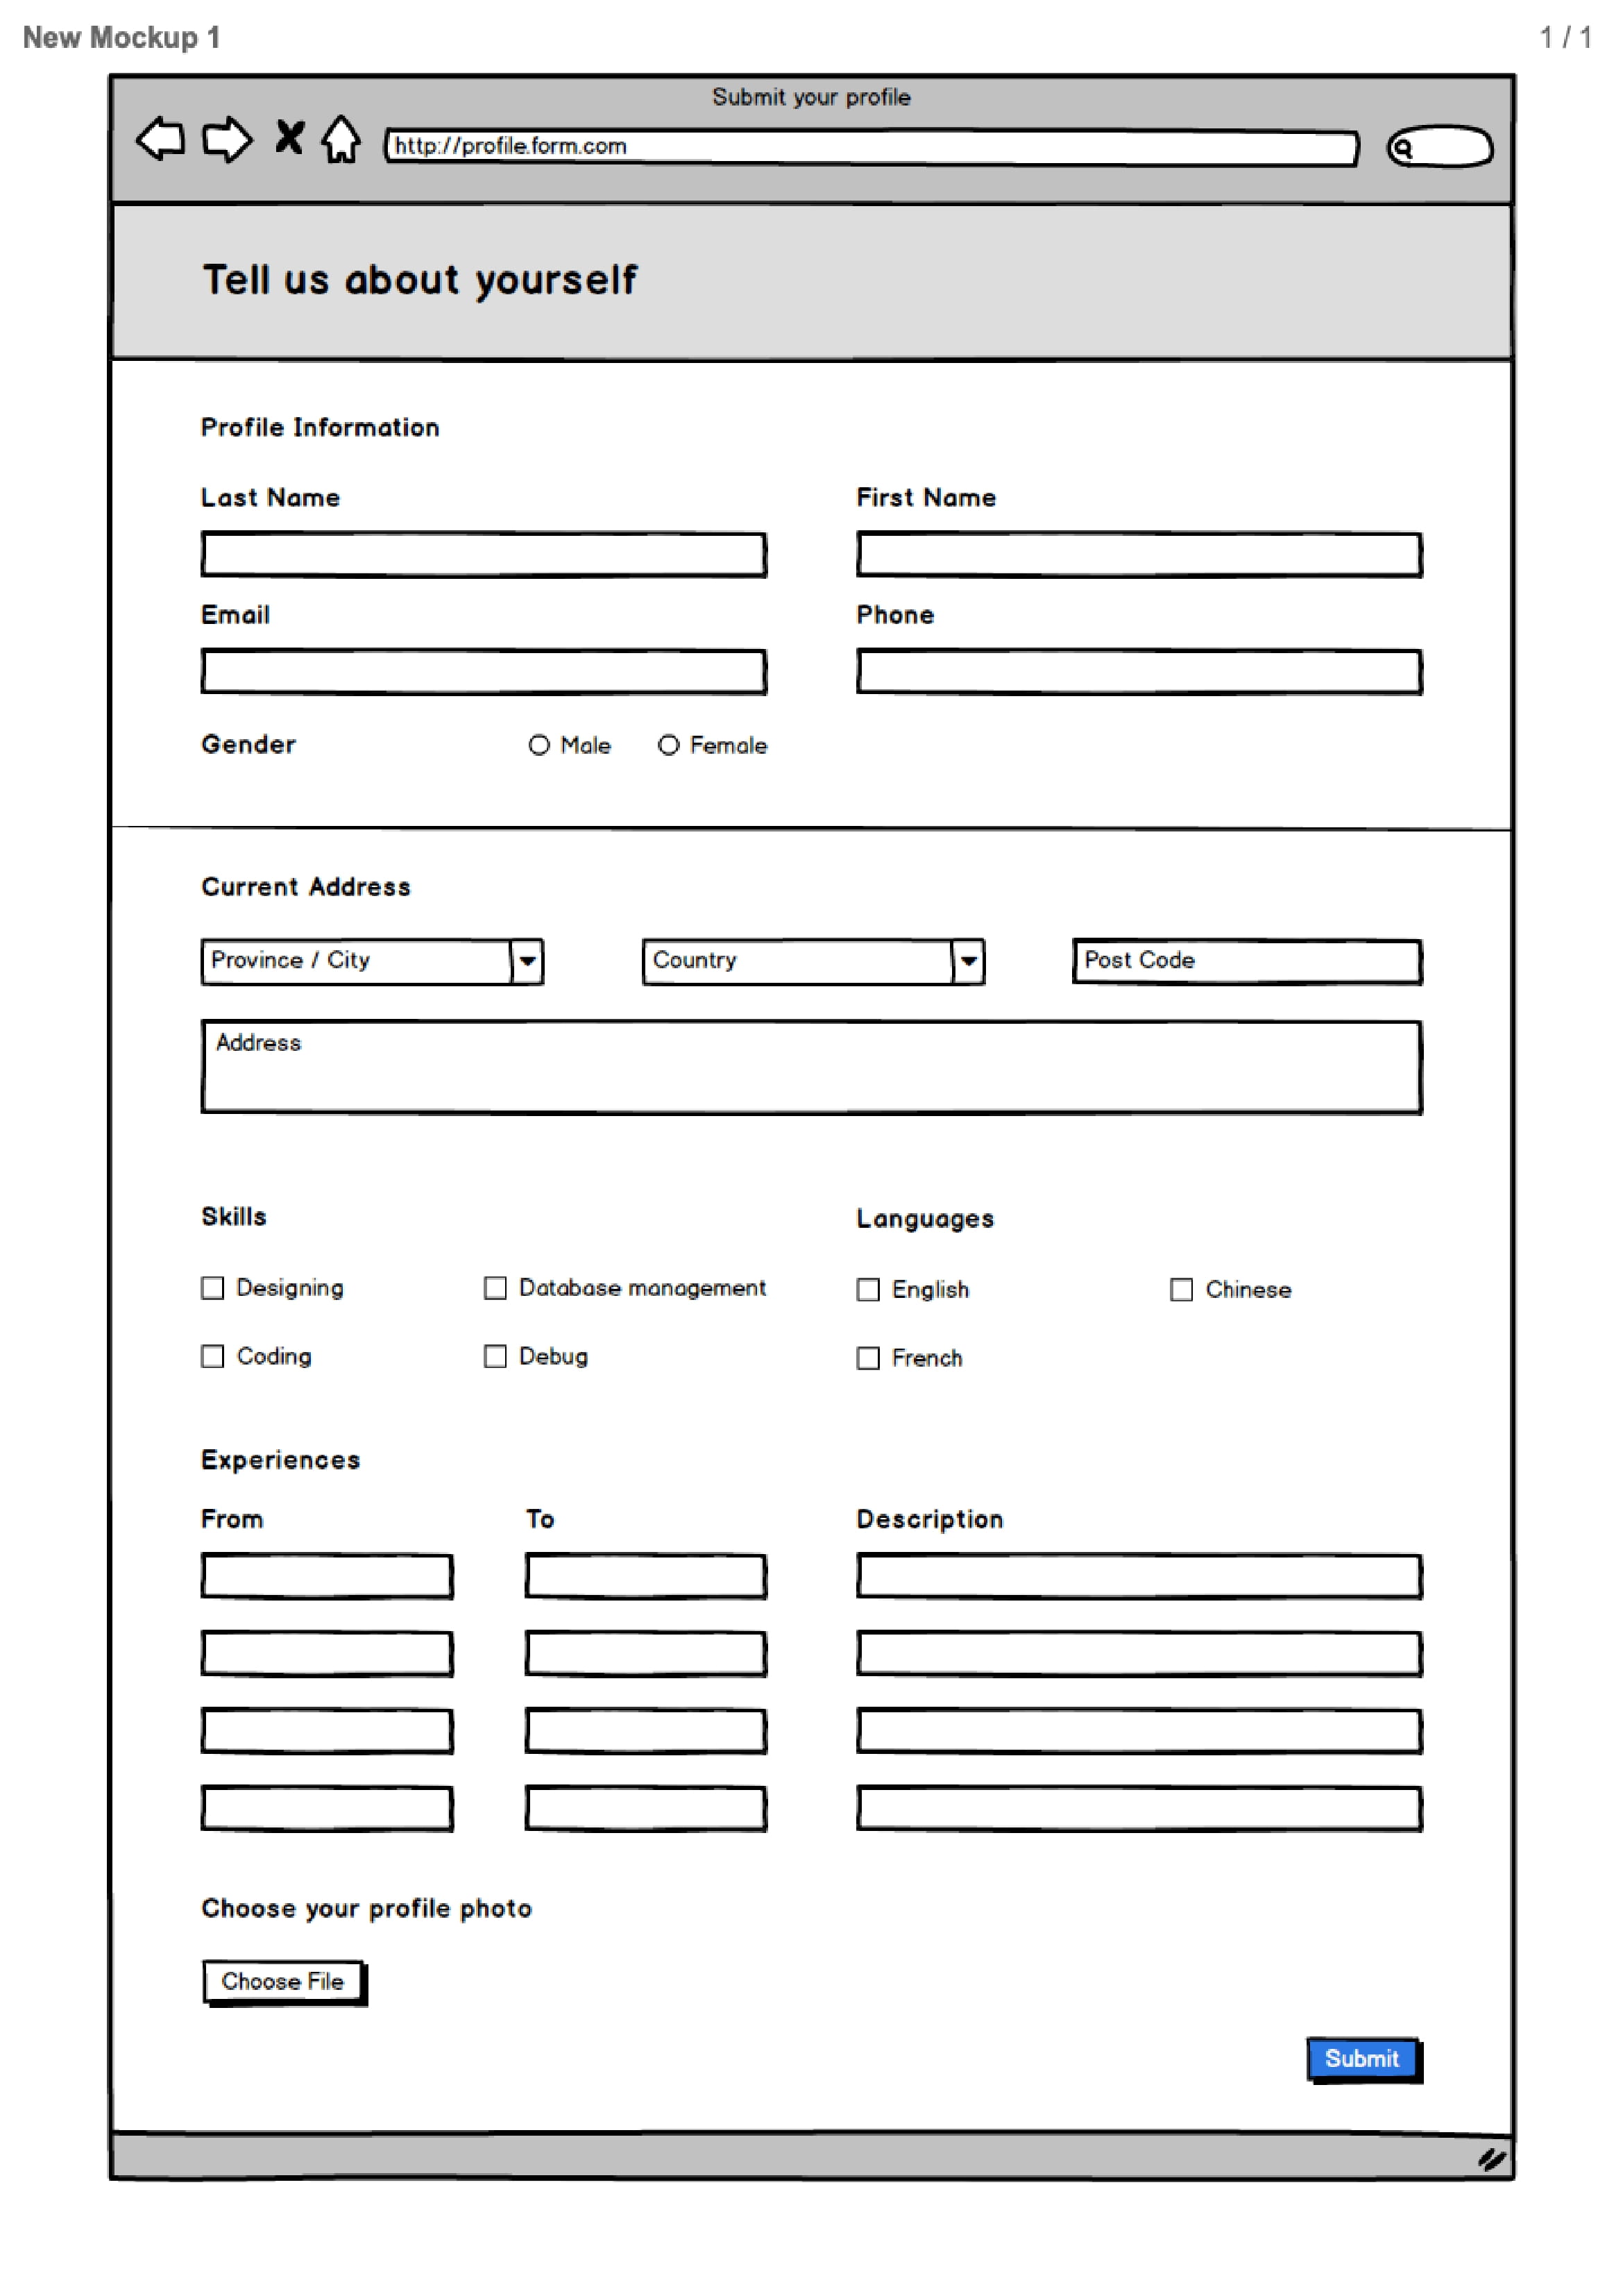 New Mockup 1 1 / 1
Submit your profile
http://profile.form.com
Tell us about yourself
Profile Information
Last Name First Name
Email Phone
Gender Male Female
Current Address
Province / City Country Post Code
Address
Skills Languages
Designing Database management English Chinese
Coding Debug French
Experiences
From To Description
Choose your profile photo
Choose File
Submit